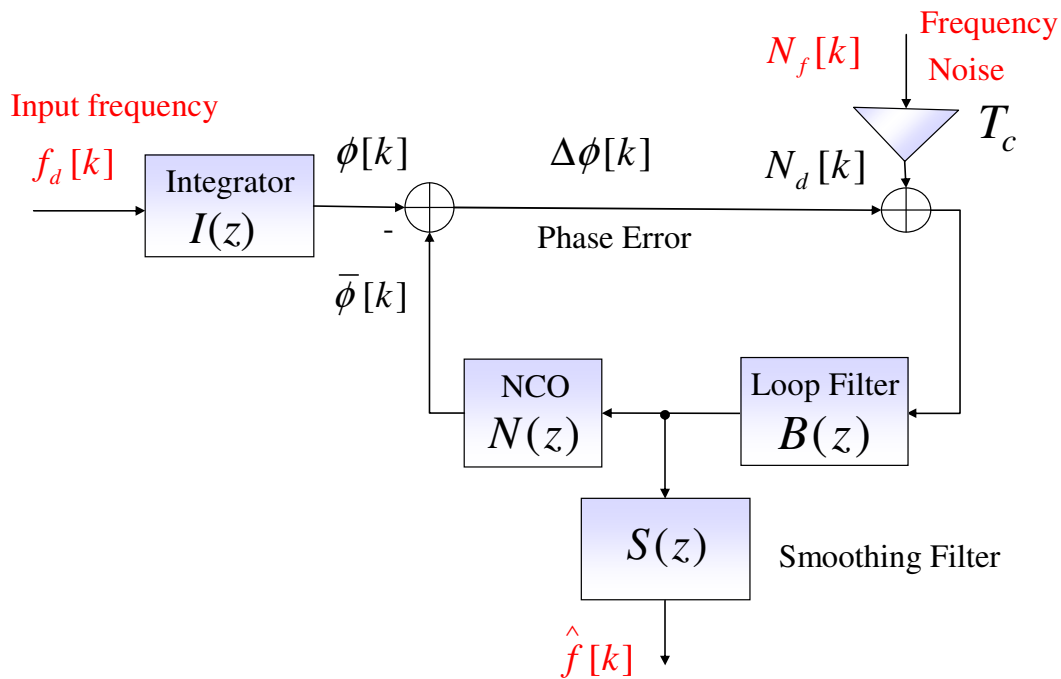 Input frequency
f_d[k]
Integrator
I(z)
ϕ[k]
-
ϕ̅[k]
Δϕ[k]
Phase Error
N_f[k]
Frequency
Noise
T_c
N_d[k]
NCO
N(z)
Loop Filter
B(z)
S(z)
Smoothing Filter
f̂[k]